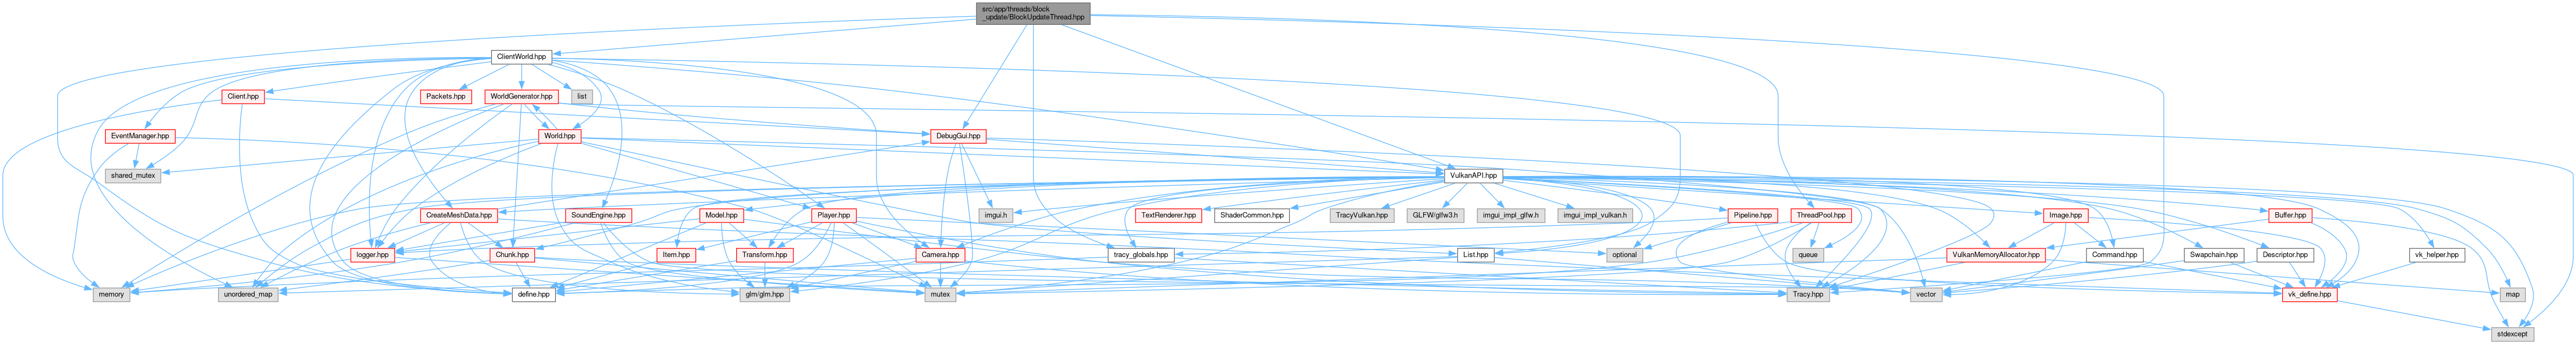 src/app/threads/block
_update/BlockUpdateThread.hpp
ClientWorld.hpp
Client.hpp
Packets.hpp
WorldGenerator.hpp
list
EventManager.hpp
World.hpp
DebugGui.hpp
shared_mutex
VulkanAPI.hpp
CreateMeshData.hpp
SoundEngine.hpp
Model.hpp
Player.hpp
imgui.h
TextRenderer.hpp
ShaderCommon.hpp
TracyVulkan.hpp
GLFW/glfw3.h
imgui_impl_glfw.h
imgui_impl_vulkan.h
Pipeline.hpp
ThreadPool.hpp
Image.hpp
Buffer.hpp
logger.hpp
Chunk.hpp
Item.hpp
Transform.hpp
Camera.hpp
tracy_globals.hpp
List.hpp
optional
queue
VulkanMemoryAllocator.hpp
Command.hpp
Swapchain.hpp
Descriptor.hpp
vk_helper.hpp
memory
unordered_map
define.hpp
glm/glm.hpp
mutex
Tracy.hpp
vector
vk_define.hpp
map
stdexcept